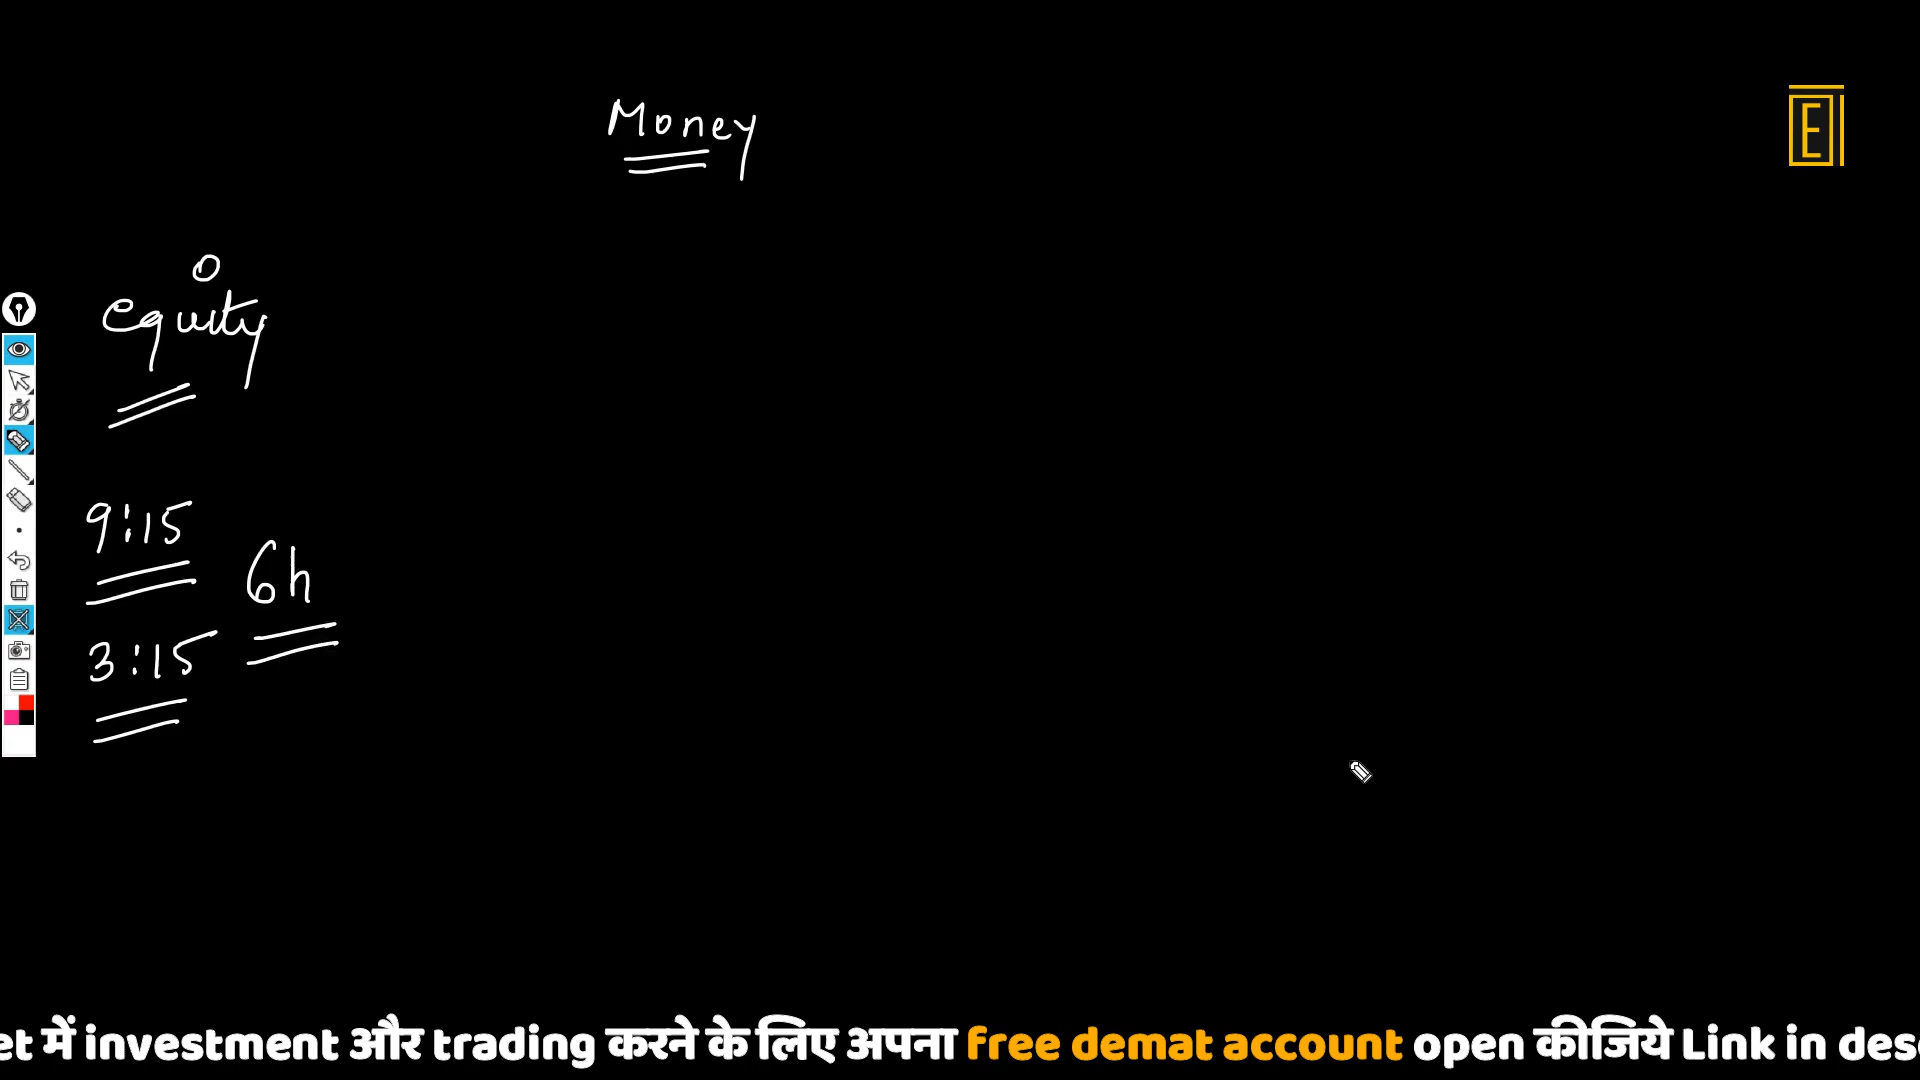 Money
E
equity
9:15
6h
3:15
et में investment और trading करने के लिए अपना free demat account open कीजिये Link in desc